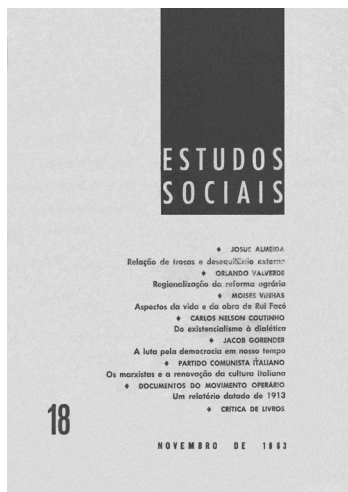 ESTUDOS
SOCIAIS
♦ JOSUÉ ALMEIDA
Relação de trocas e desequilíbrio externo
♦ ORLANDO VALVERDE
Regionalização da reforma agrária
♦ MOISÉS VINHAS
Aspectos da vida e da obra de Rui Facó
♦ CARLOS NELSON COUTINHO
Do existencialismo à dialética
♦ JACOB GORENDER
A luta pela democracia em nosso tempo
♦ PARTIDO COMUNISTA ITALIANO
Os marxistas e a renovação da cultura italiana
♦ DOCUMENTOS DO MOVIMENTO OPERÁRIO
Um relatório datado de 1913
♦ CRÍTICA DE LIVROS
18
NOVEMBRO DE 1963